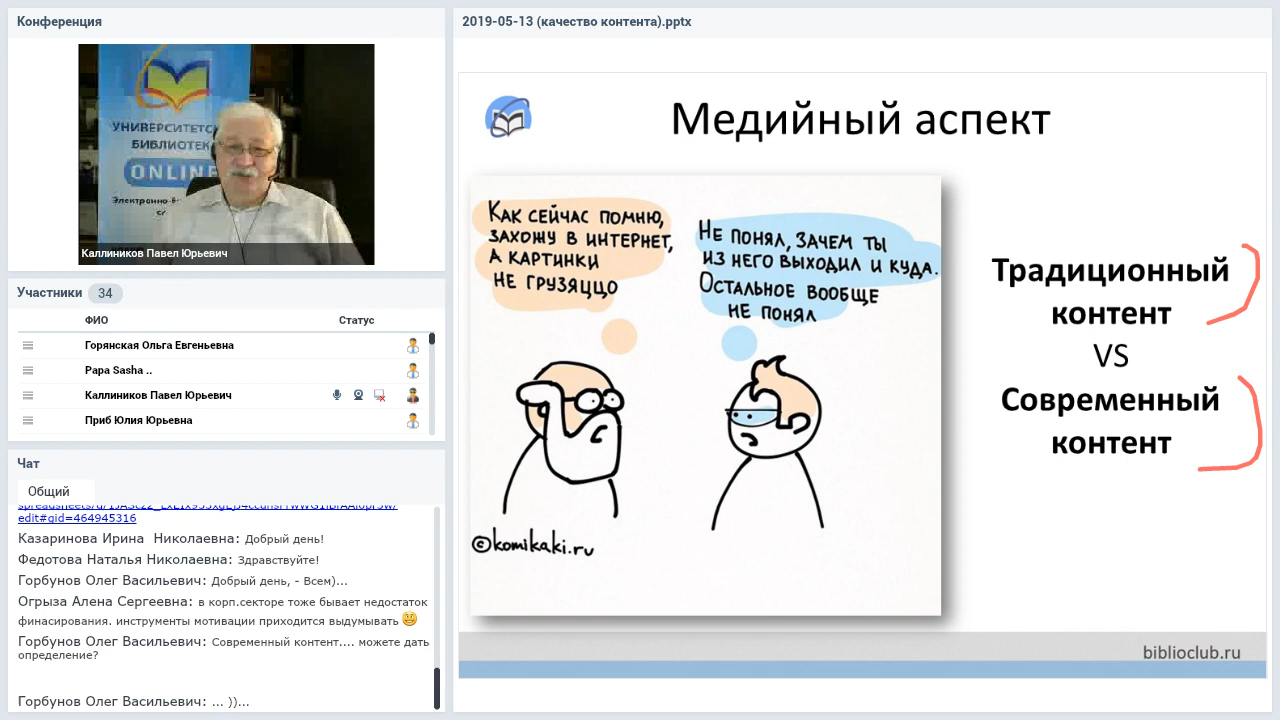 Конференция
УНИВЕРСИТЕТС
БИБЛИОТЕК
ONLINE
Каллиников Павел Юрьевич
Участники 34
ФИО Статус
Горянская Ольга Евгеньевна
Papa Sasha ..
Каллиников Павел Юрьевич
Приб Юлия Юрьевна
Чат
Общий
edit#gid=464945316
Казаринова Ирина Николаевна: Добрый день!
Федотова Наталья Николаевна: Здравствуйте!
Горбунов Олег Васильевич: Добрый день, - Всем)...
Огрыза Алена Сергеевна: в корп.секторе тоже бывает недостаток
финасирования. инструменты мотивации приходится выдумывать
Горбунов Олег Васильевич: Современный контент.... можете дать
определение?
Горбунов Олег Васильевич: ... ))...
2019-05-13 (качество контента).pptx
Медийный аспект
Как сейчас помню,
захожу в интернет,
а картинки
не грузяццо
Не понял, зачем ты
из него выходил и куда.
Остальное вообще
не понял
©komikaki.ru
Традиционный
контент
VS
Современный
контент
biblioclub.ru